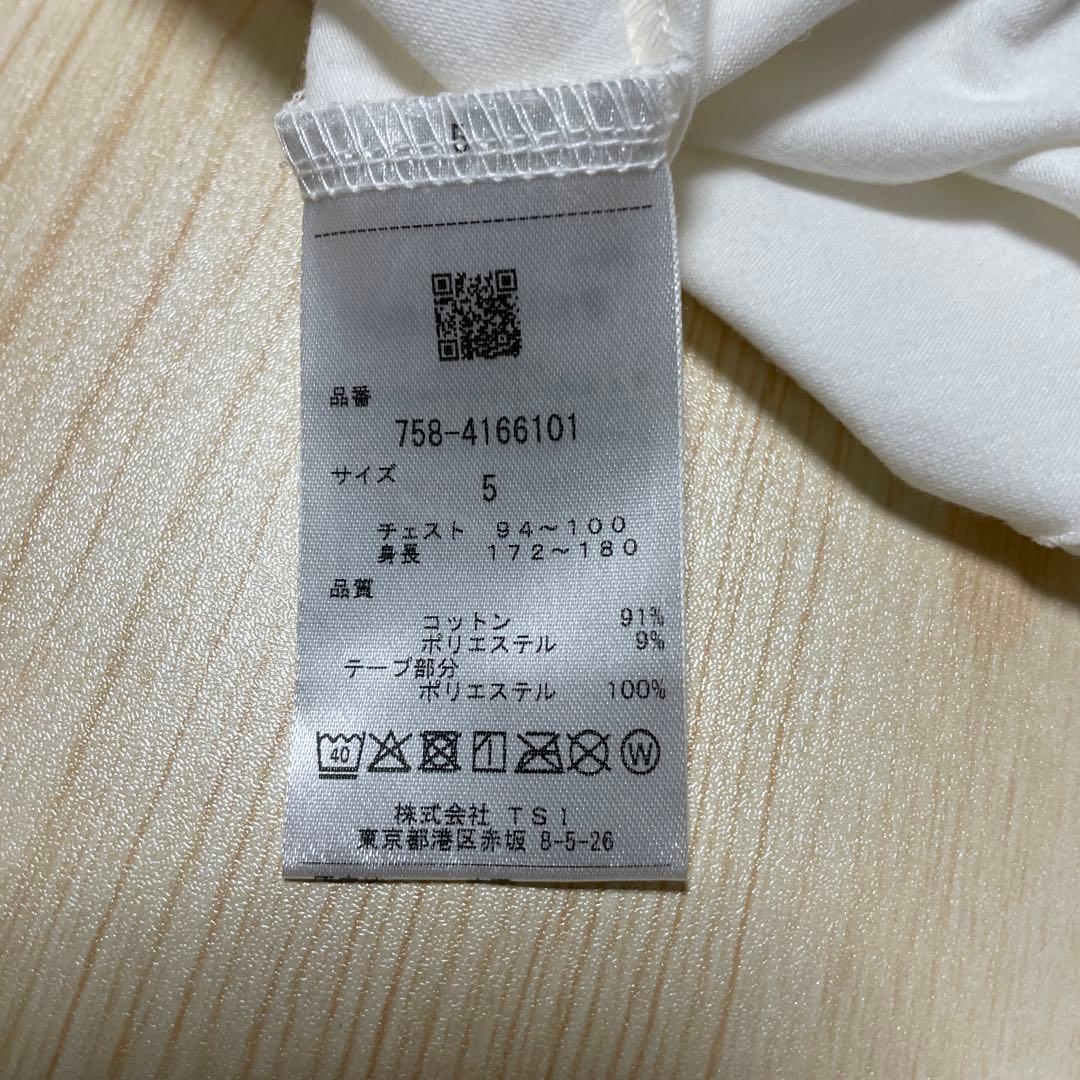 5
品番
758-4166101
サイズ
5
チェスト 94～100
身長 172～180
品質
コットン 91%
ポリエステル 9%
テープ部分
ポリエステル 100%
40
W
株式会社 TSI
東京都港区赤坂 8-5-26